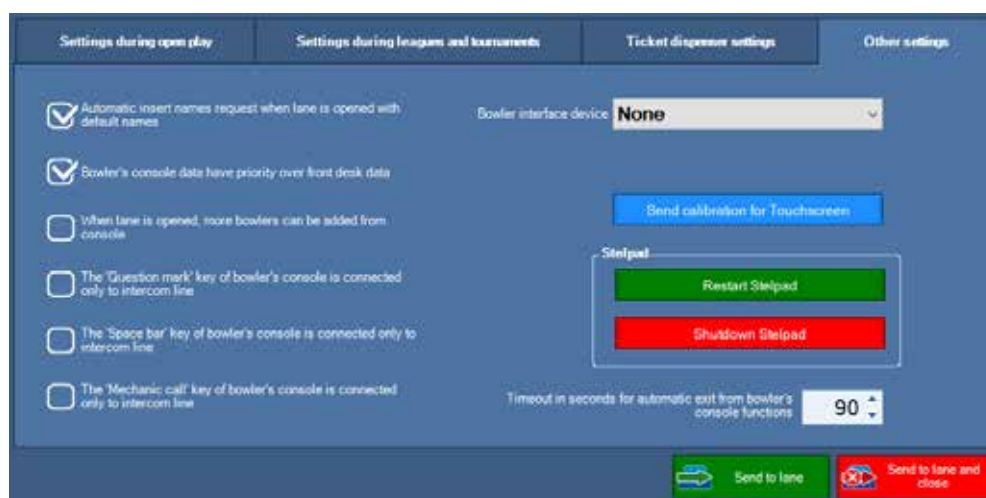 Settings during open play
Settings during leagues and tournaments
Ticket dispenser settings
Other settings
Automatic insert names request when lane is opened with
default names
Bowler's console data have priority over front desk data
When lane is opened, more bowlers can be added from
console
The 'Question mark' key of bowler's console is connected
only to intercom line
The 'Space bar' key of bowler's console is connected only to
intercom line
The 'Mechanic call' key of bowler's console is connected
only to intercom line
Bowler interface device
None
Send calibration for Touchscreen
Stelpad
Restart Stelpad
Shutdown Stelpad
Timeout in seconds for automatic exit from bowler's
console functions
90
Send to lane
Send to lane and
close